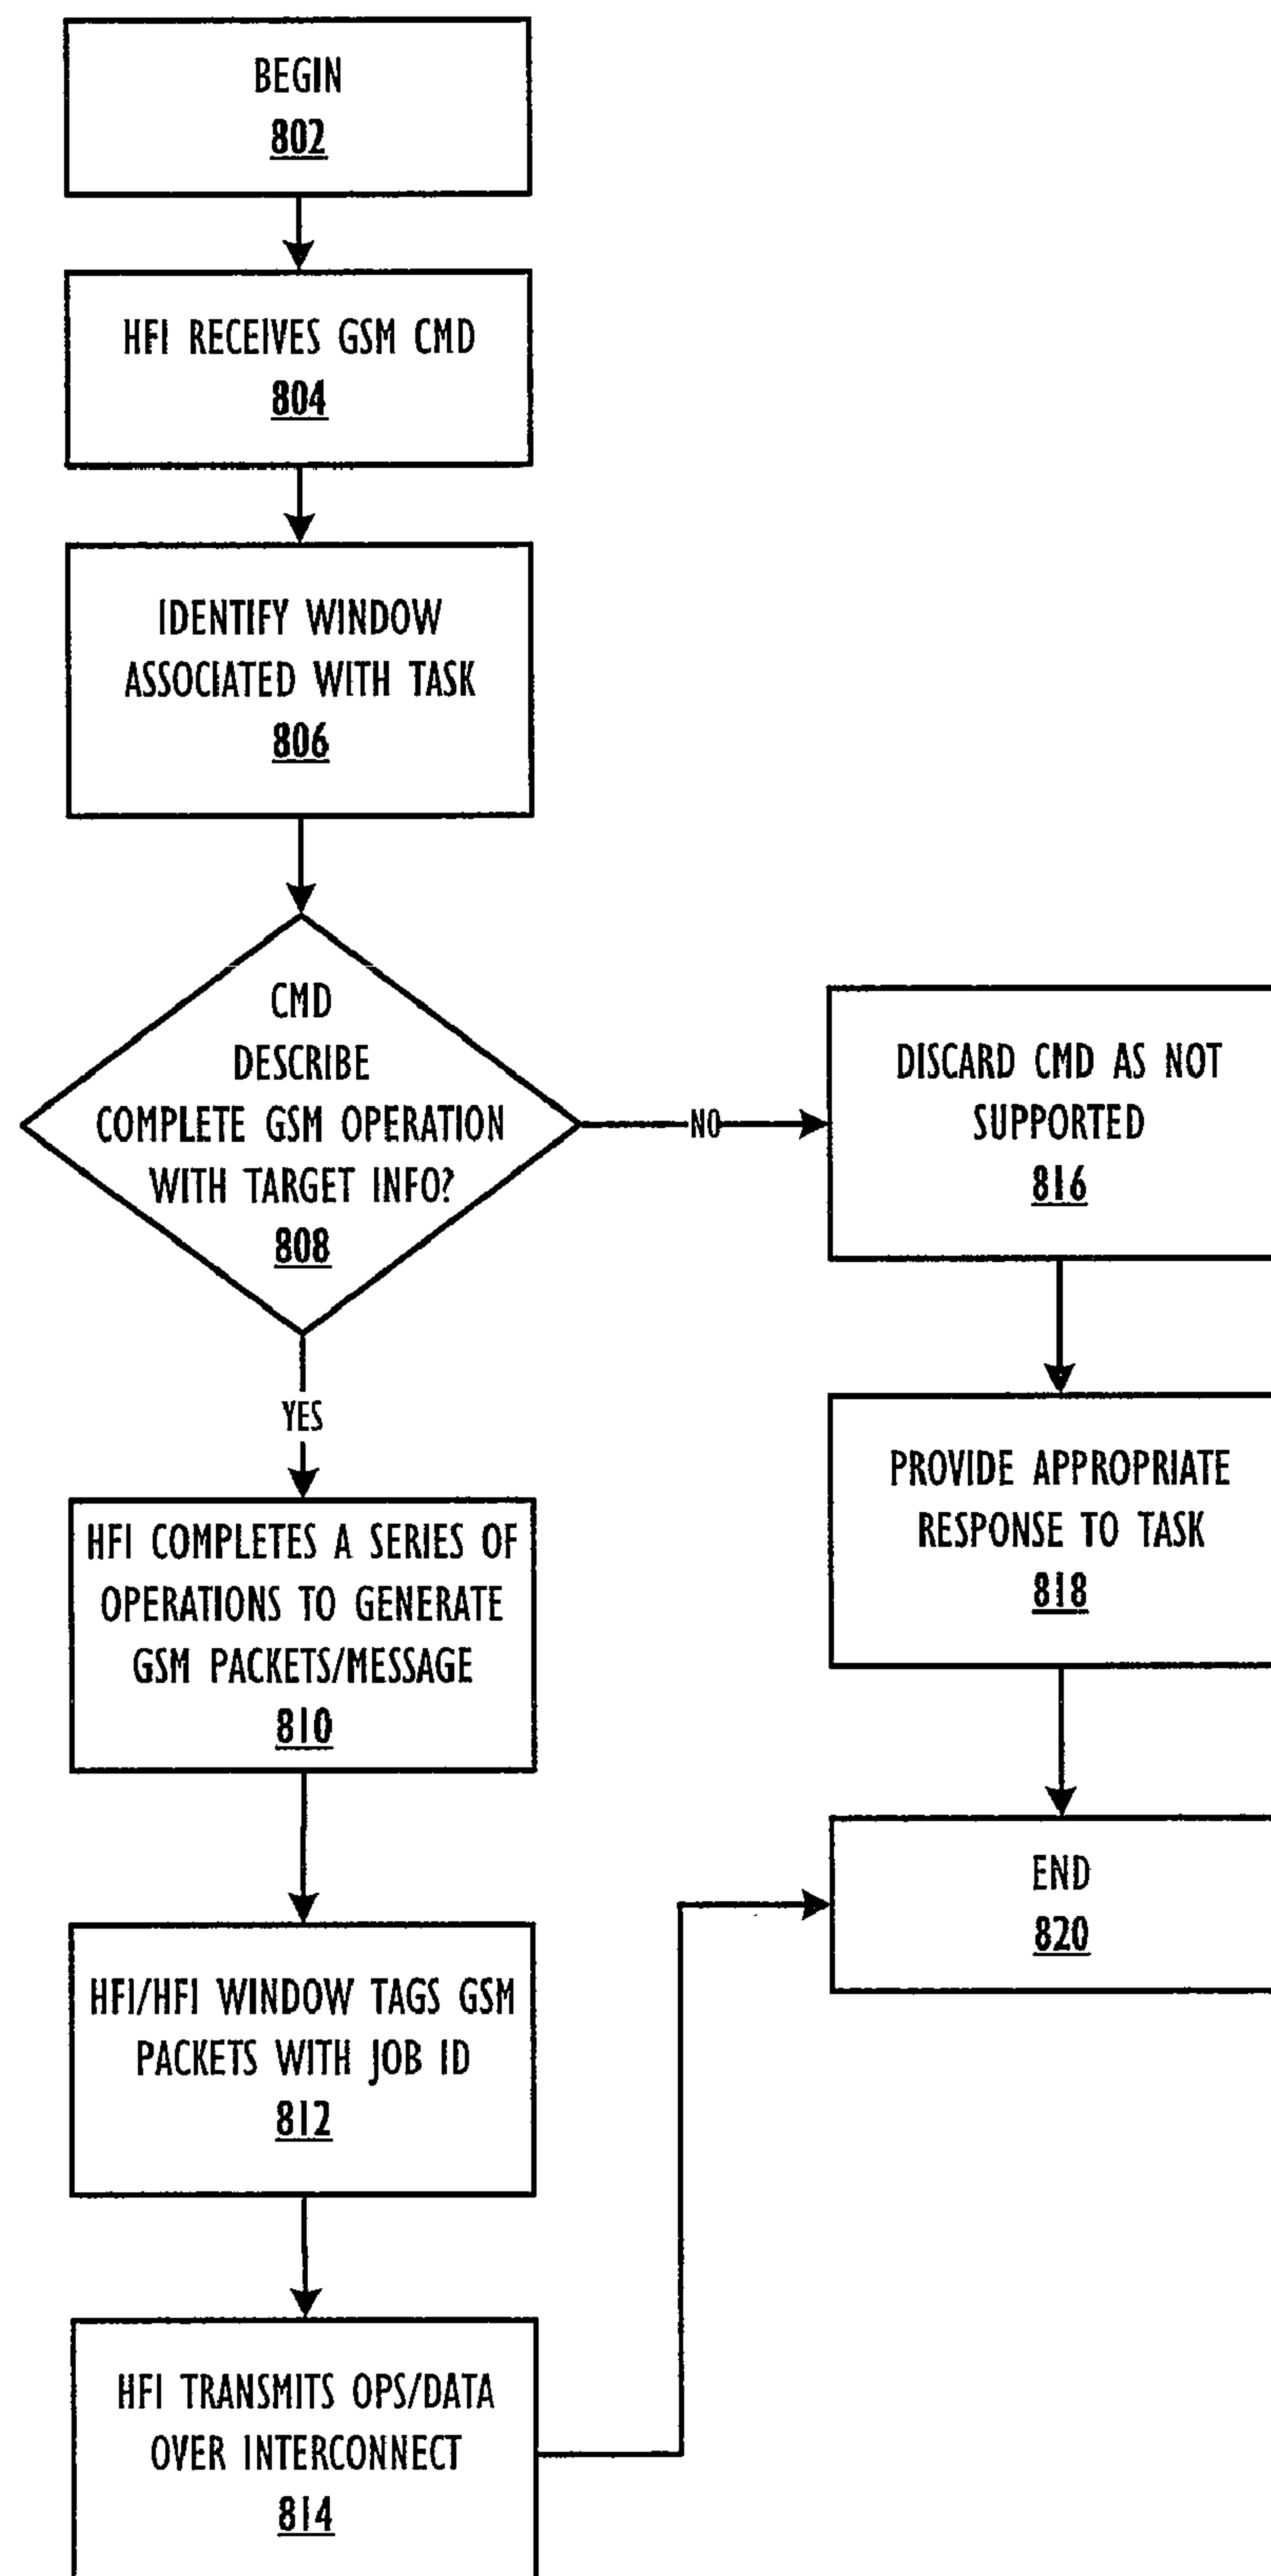 BEGIN
802
HFI RECEIVES GSM CMD
804
IDENTIFY WINDOW
ASSOCIATED WITH TASK
806
CMD
DESCRIBE
COMPLETE GSM OPERATION
WITH TARGET INFO?
808
NO
DISCARD CMD AS NOT
SUPPORTED
816
YES
PROVIDE APPROPRIATE
RESPONSE TO TASK
818
HFI COMPLETES A SERIES OF
OPERATIONS TO GENERATE
GSM PACKETS/MESSAGE
810
END
820
HFI/HFI WINDOW TAGS GSM
PACKETS WITH JOB ID
812
HFI TRANSMITS OPS/DATA
OVER INTERCONNECT
814